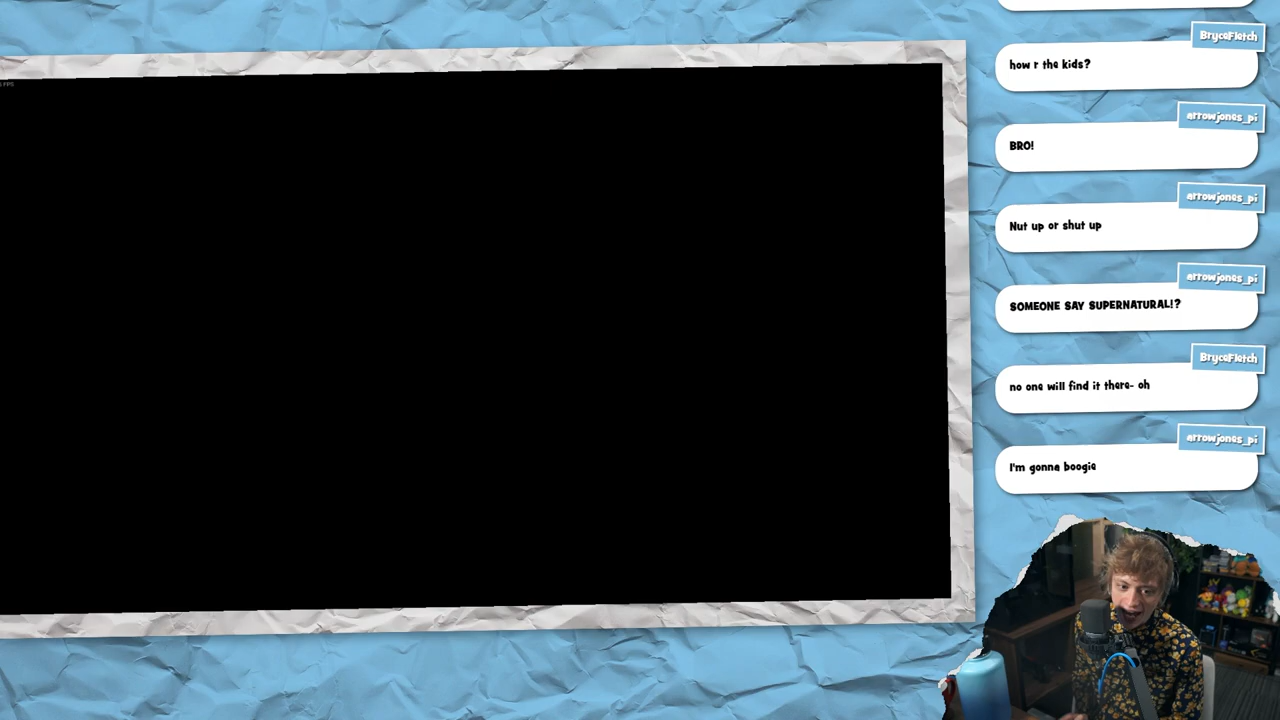 FPS
BryceFletch
how r the kids?
arrowjones_pi
BRO!
arrowjones_pi
Nut up or shut up
arrowjones_pi
SOMEONE SAY SUPERNATURAL!?
BryceFletch
no one will find it there- oh
arrowjones_pi
I'm gonna boogie